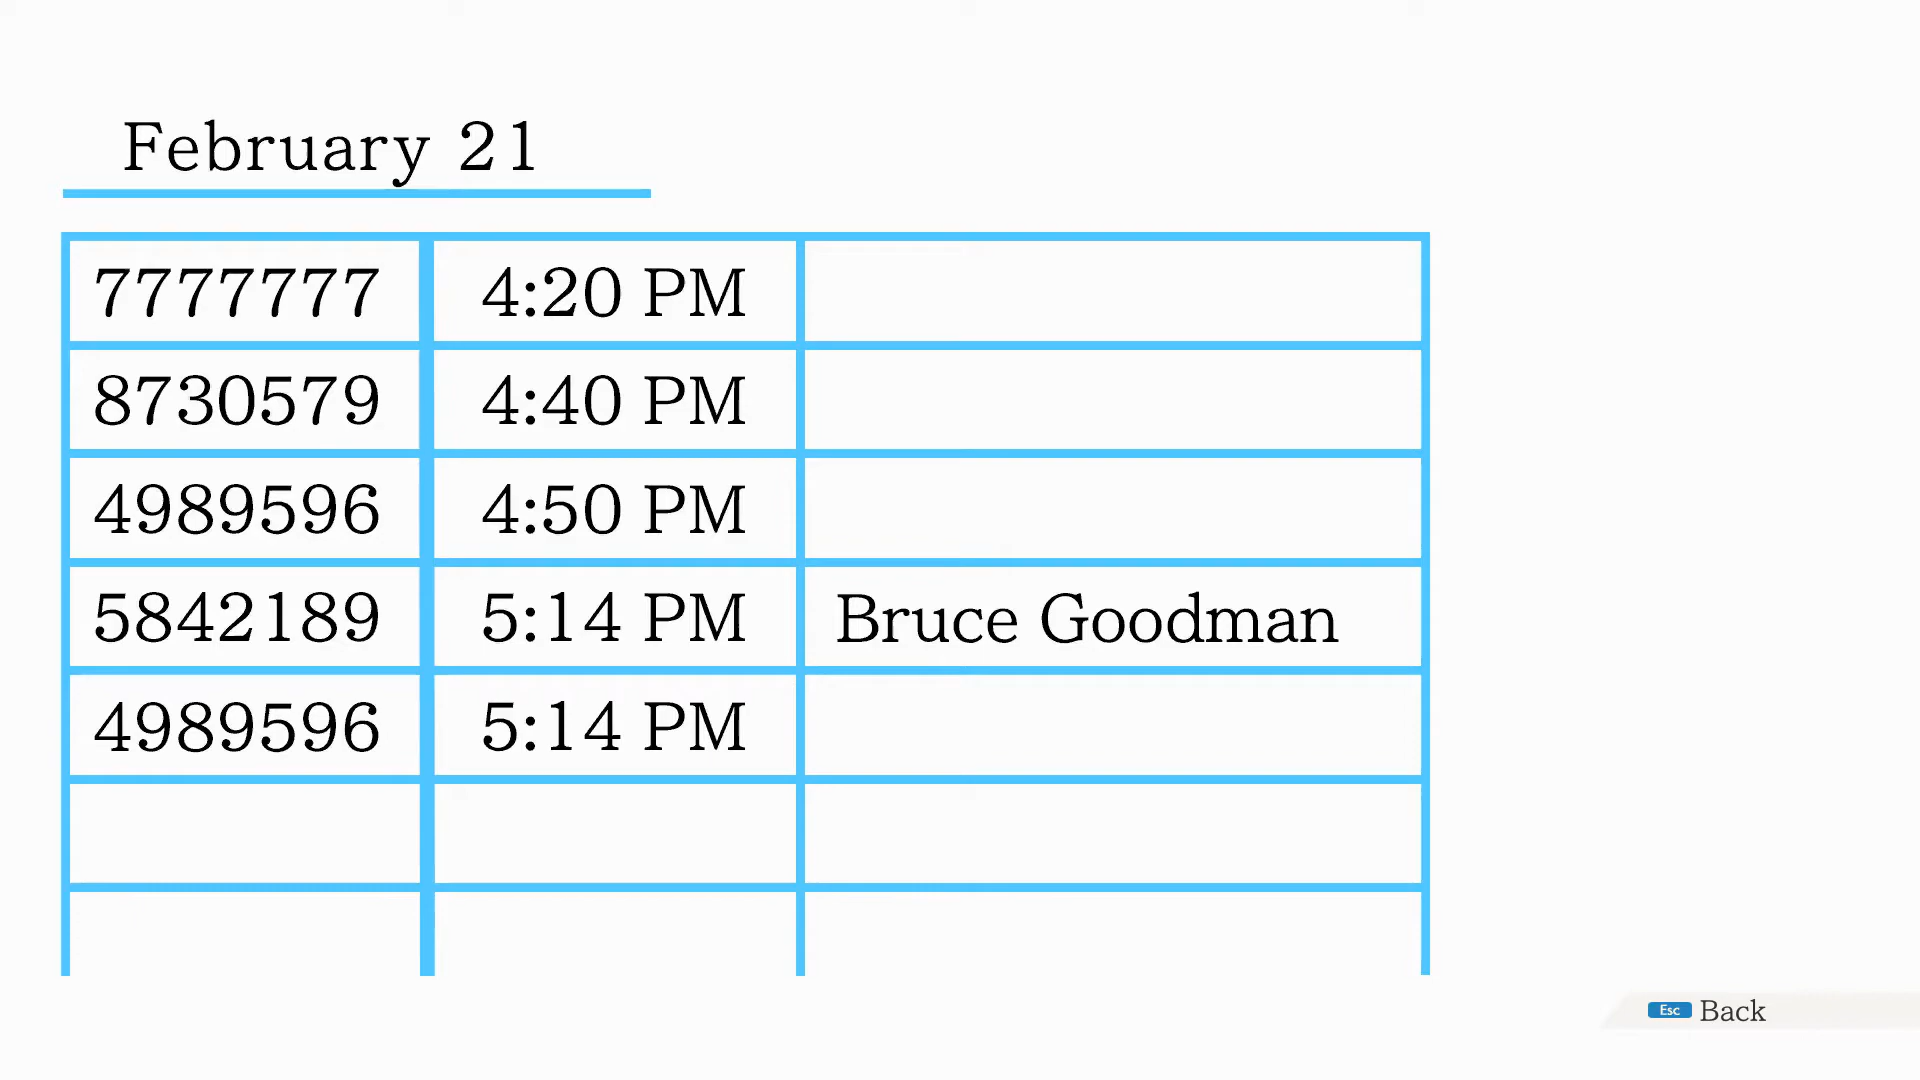 February 21
7777777 4:20 PM
8730579 4:40 PM
4989596 4:50 PM
5842189 5:14 PM Bruce Goodman
4989596 5:14 PM
Esc Back